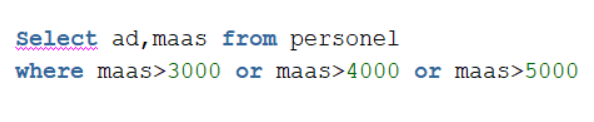 Select ad,maas from personel
where maas>3000 or maas>4000 or maas>5000